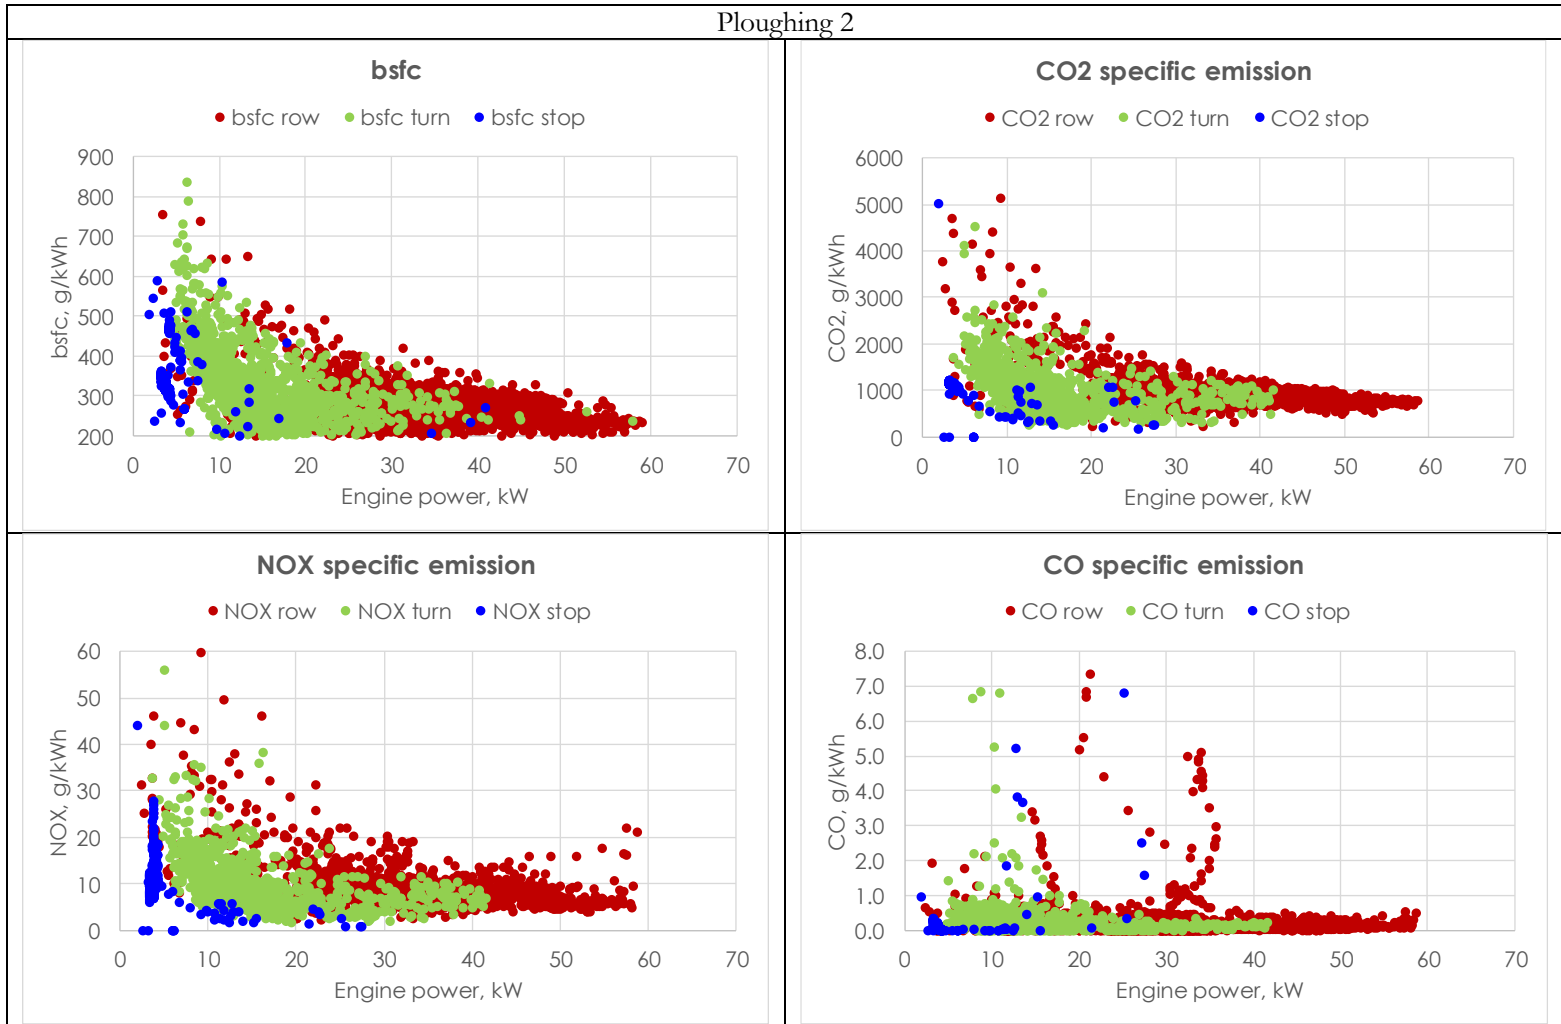 Ploughing 2
bsfc
bsfc row bsfc turn bsfc stop
900
800
700
600
500
400
300
200
bsfc, g/kWh
0 10 20 30 40 50 60 70
Engine power, kW
CO2 specific emission
CO2 row CO2 turn CO2 stop
6000
5000
4000
3000
2000
1000
0
CO2, g/kWh
0 10 20 30 40 50 60 70
Engine power, kW
NOX specific emission
NOX row NOX turn NOX stop
60
50
40
30
20
10
0
NOX, g/kWh
0 10 20 30 40 50 60 70
Engine power, kW
CO specific emission
CO row CO turn CO stop
8.0
7.0
6.0
5.0
4.0
3.0
2.0
1.0
0.0
CO, g/kWh
0 10 20 30 40 50 60 70
Engine power, kW